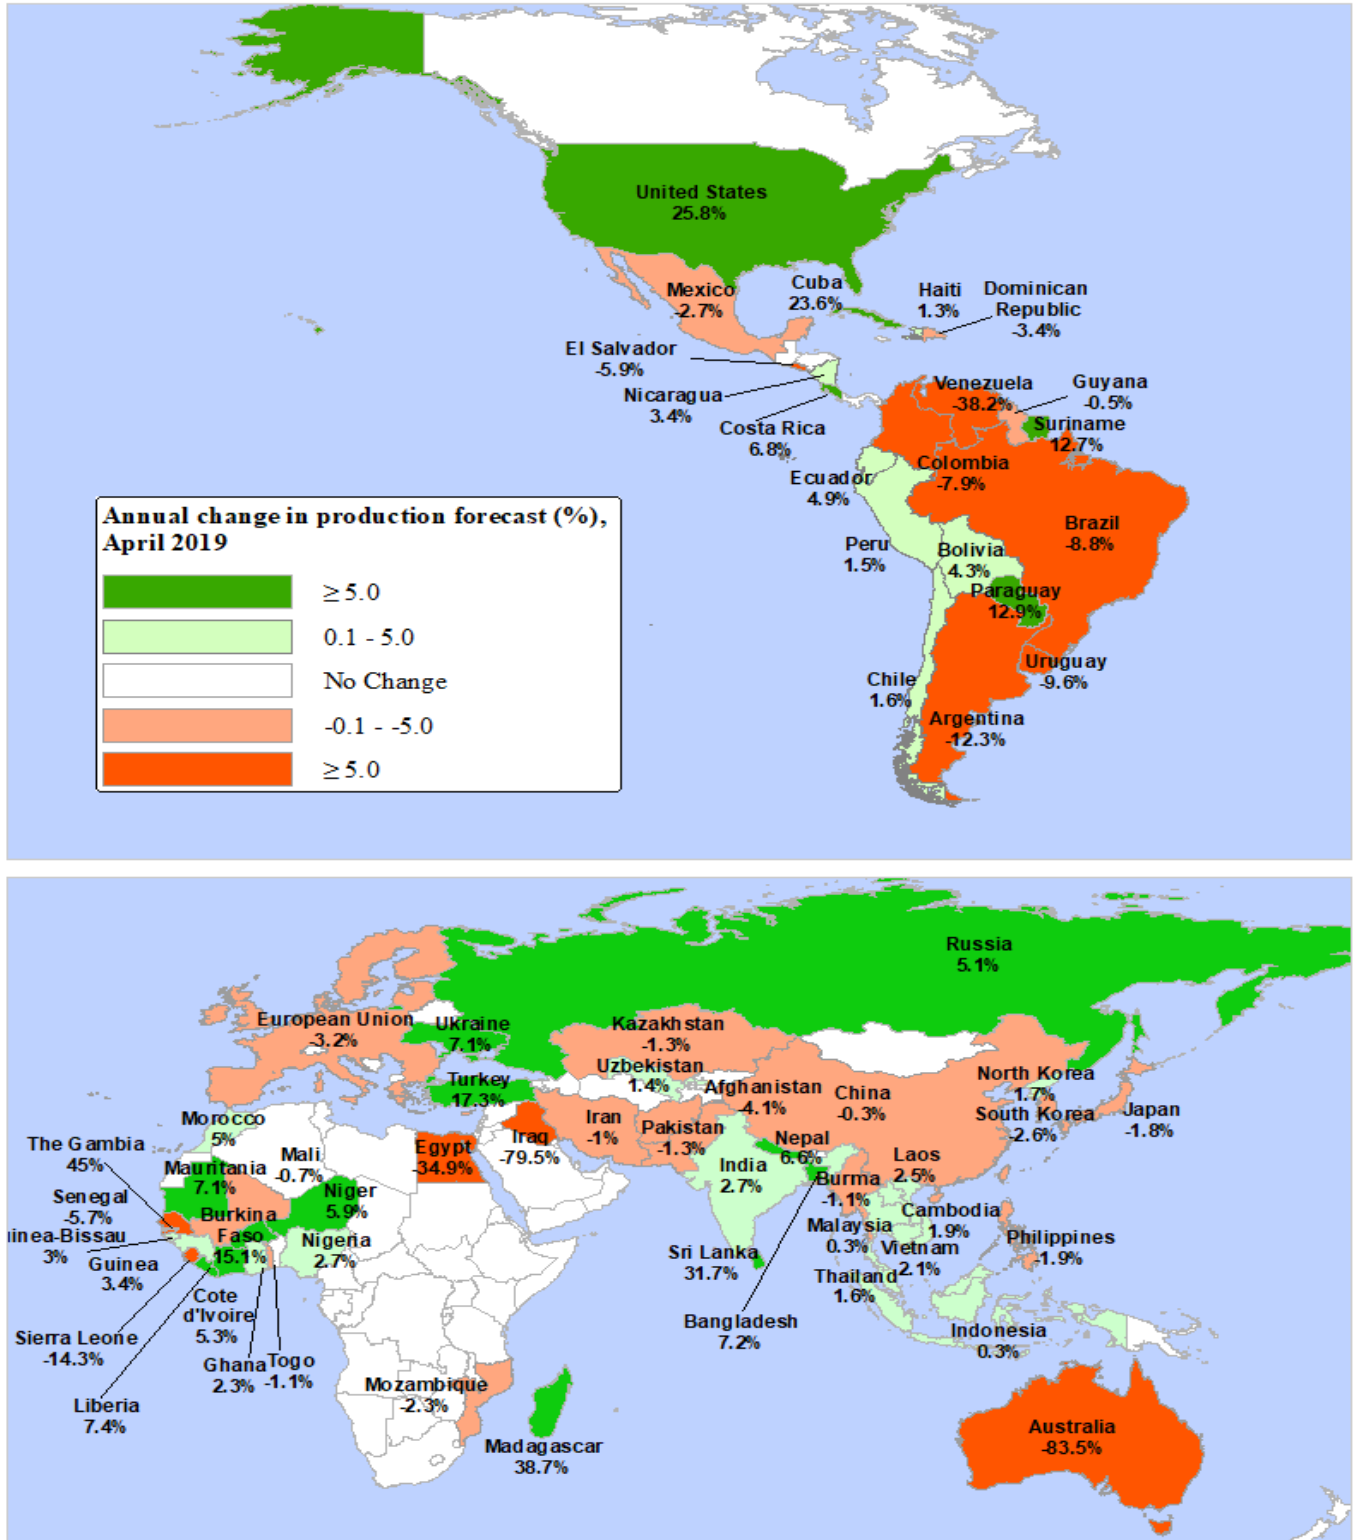 United States
25.8%
Mexico
-2.7%
Cuba
23.6%
Haiti
1.3%
Dominican
Republic
-3.4%
El Salvador
-5.9%
Nicaragua
3.4%
Costa Rica
6.8%
Venezuela
-38.2%
Guyana
-0.5%
Suriname
12.7%
Colombia
-7.9%
Ecuador
4.9%
Brazil
-8.8%
Peru
1.5%
Bolivia
4.3%
Paraguay
12.9%
Uruguay
-9.6%
Chile
1.6%
Argentina
-12.3%
Annual change in production forecast (%),
April 2019
≥ 5.0
0.1 - 5.0
No Change
-0.1 - -5.0
≥ 5.0
Russia
5.1%
European Union
-3.2%
Ukraine
7.1%
Kazakhstan
-1.3%
Uzbekistan
1.4%
Turkey
17.3%
Afghanistan
-4.1%
China
-0.3%
North Korea
1.7%
South Korea
-2.6%
Japan
-1.8%
Morocco
5%
The Gambia
45%
Mali
-0.7%
Egypt
-34.9%
Iraq
-79.5%
Iran
-1%
Pakistan
-1.3%
Nepal
6.6%
India
2.7%
Laos
2.5%
Burma
-1.1%
Mauritania
7.1%
Niger
5.9%
Senegal
-5.7%
Burkina
Faso
15.1%
Nigeria
2.7%
inea-Bissau
3%
Guinea
3.4%
Cambodia
1.9%
Malaysia
0.3%
Vietnam
2.1%
Philippines
-1.9%
Sri Lanka
31.7%
Thailand
1.6%
Cote
d'Ivoire
5.3%
Bangladesh
7.2%
Sierra Leone
-14.3%
Indonesia
0.3%
Ghana
2.3%
Togo
-1.1%
Liberia
7.4%
Mozambique
-2.3%
Madagascar
38.7%
Australia
-83.5%